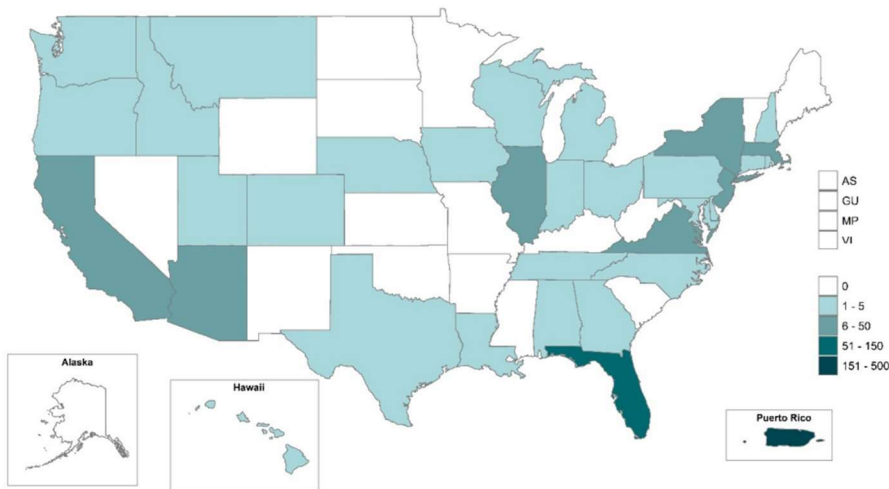 AS
GU
MP
VI
0
1 - 5
6 - 50
51 - 150
151 - 500
Alaska
Hawaii
Puerto Rico